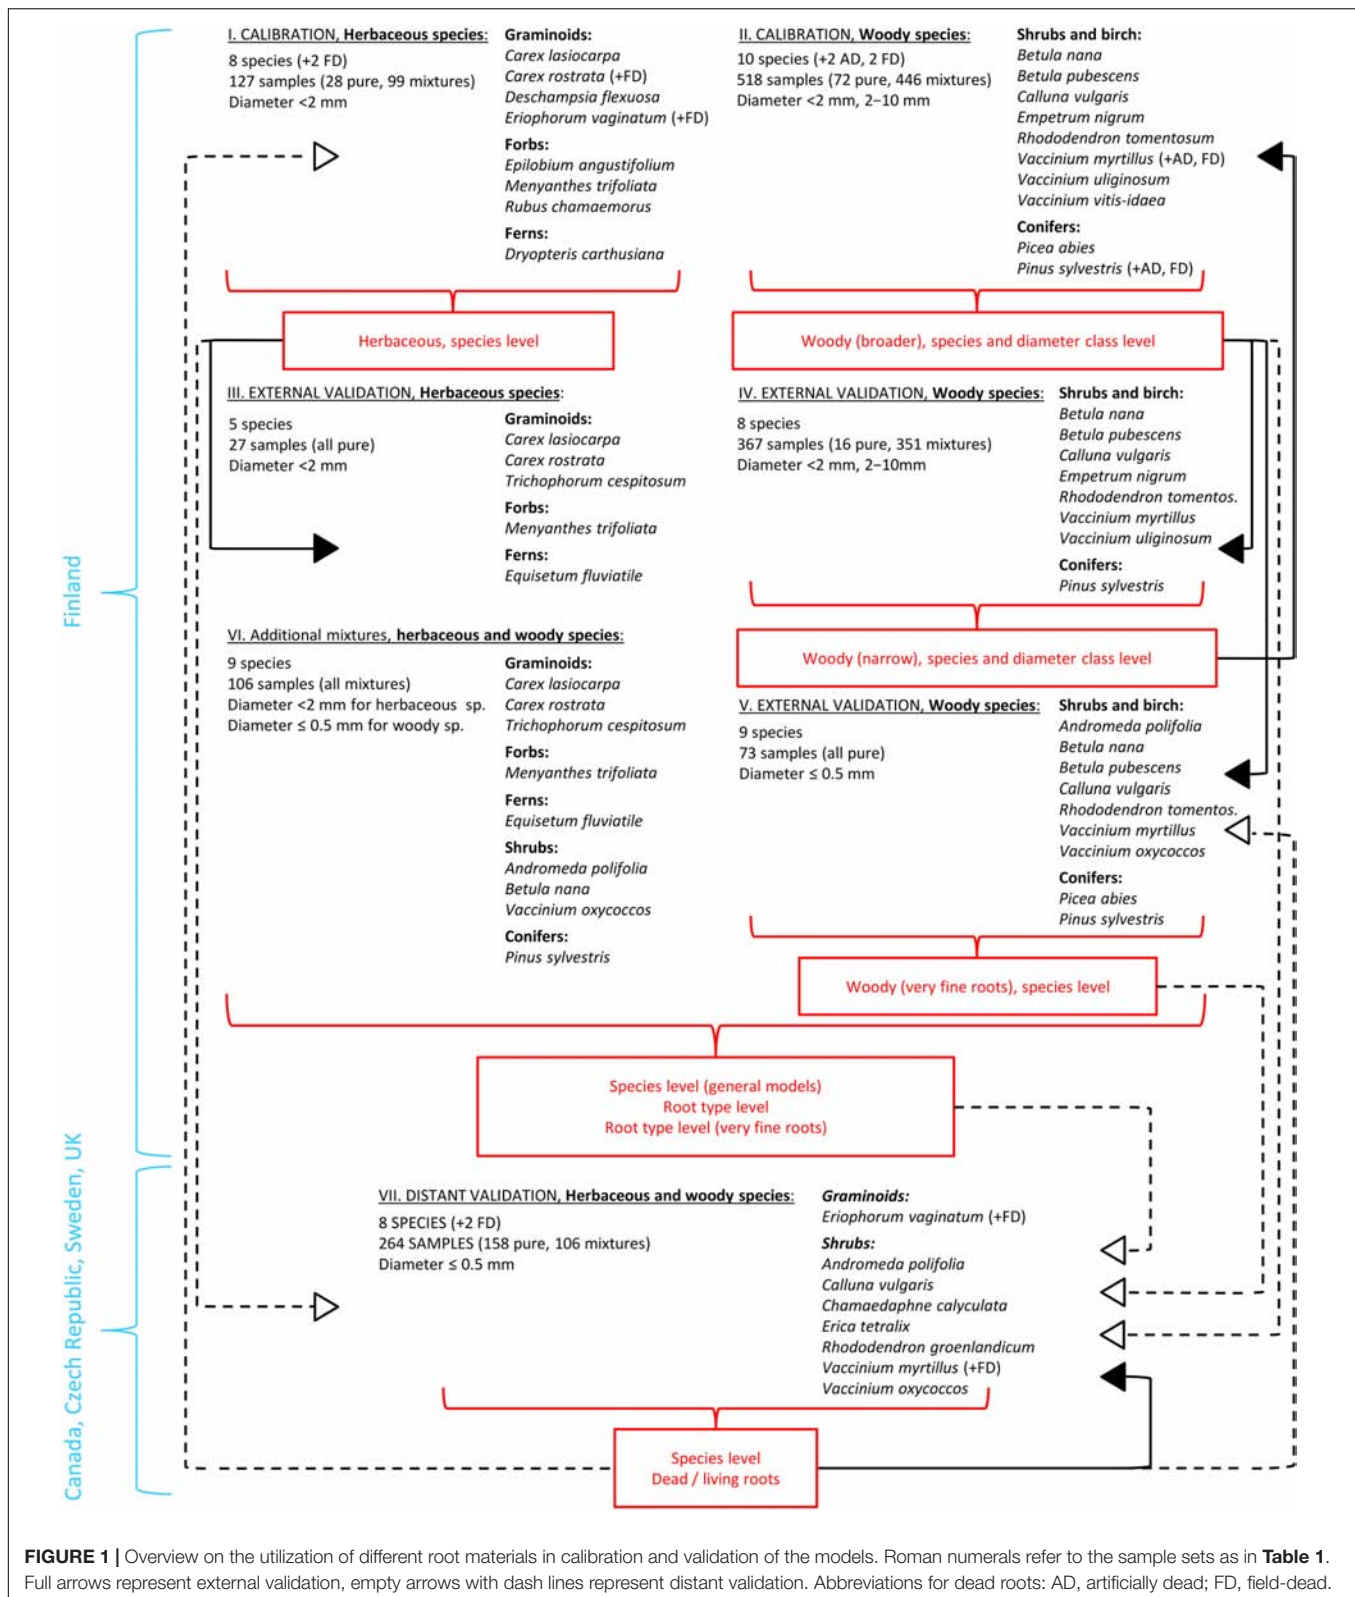 I. CALIBRATION, Herbaceous species:
8 species (+2 FD)
127 samples (28 pure, 99 mixtures)
Diameter <2 mm
Graminoids:
Carex lasiocarpa
Carex rostrata (+FD)
Deschampsia flexuosa
Eriophorum vaginatum (+FD)
Forbs:
Epilobium angustifolium
Menyanthes trifoliata
Rubus chamaemorus
Ferns:
Dryopteris carthusiana
II. CALIBRATION, Woody species:
10 species (+2 AD, 2 FD)
518 samples (72 pure, 446 mixtures)
Diameter <2 mm, 2–10 mm
Shrubs and birch:
Betula nana
Betula pubescens
Calluna vulgaris
Empetrum nigrum
Rhododendron tomentosum
Vaccinium myrtillus (+AD, FD)
Vaccinium uliginosum
Vaccinium vitis-idaea
Conifers:
Picea abies
Pinus sylvestris (+AD, FD)
Herbaceous, species level
Woody (broader), species and diameter class level
III. EXTERNAL VALIDATION, Herbaceous species:
5 species
27 samples (all pure)
Diameter <2 mm
Graminoids:
Carex lasiocarpa
Carex rostrata
Trichophorum cespitosum
Forbs:
Menyanthes trifoliata
Ferns:
Equisetum fluviatile
IV. EXTERNAL VALIDATION, Woody species:
8 species
367 samples (16 pure, 351 mixtures)
Diameter <2 mm, 2–10mm
Shrubs and birch:
Betula nana
Betula pubescens
Calluna vulgaris
Empetrum nigrum
Rhododendron tomentos.
Vaccinium myrtillus
Vaccinium uliginosum
Conifers:
Pinus sylvestris
Finland
VI. Additional mixtures, herbaceous and woody species:
9 species
106 samples (all mixtures)
Diameter <2 mm for herbaceous sp.
Diameter ≤ 0.5 mm for woody sp.
Graminoids:
Carex lasiocarpa
Carex rostrata
Trichophorum cespitosum
Forbs:
Menyanthes trifoliata
Ferns:
Equisetum fluviatile
Shrubs:
Andromeda polifolia
Betula nana
Vaccinium oxycoccos
Conifers:
Pinus sylvestris
Woody (narrow), species and diameter class level
V. EXTERNAL VALIDATION, Woody species:
9 species
73 samples (all pure)
Diameter ≤ 0.5 mm
Shrubs and birch:
Andromeda polifolia
Betula nana
Betula pubescens
Calluna vulgaris
Rhododendron tomentos.
Vaccinium myrtillus
Vaccinium oxycoccos
Conifers:
Picea abies
Pinus sylvestris
Woody (very fine roots), species level
Species level (general models)
Root type level
Root type level (very fine roots)
Canada, Czech Republic, Sweden, UK
VII. DISTANT VALIDATION, Herbaceous and woody species:
8 SPECIES (+2 FD)
264 SAMPLES (158 pure, 106 mixtures)
Diameter ≤ 0.5 mm
Graminoids:
Eriophorum vaginatum (+FD)
Shrubs:
Andromeda polifolia
Calluna vulgaris
Chamaedaphne calyculata
Erica tetralix
Rhododendron groenlandicum
Vaccinium myrtillus (+FD)
Vaccinium oxycoccos
Species level
Dead / living roots
FIGURE 1 | Overview on the utilization of different root materials in calibration and validation of the models. Roman numerals refer to the sample sets as in Table 1.
Full arrows represent external validation, empty arrows with dash lines represent distant validation. Abbreviations for dead roots: AD, artificially dead; FD, field-dead.